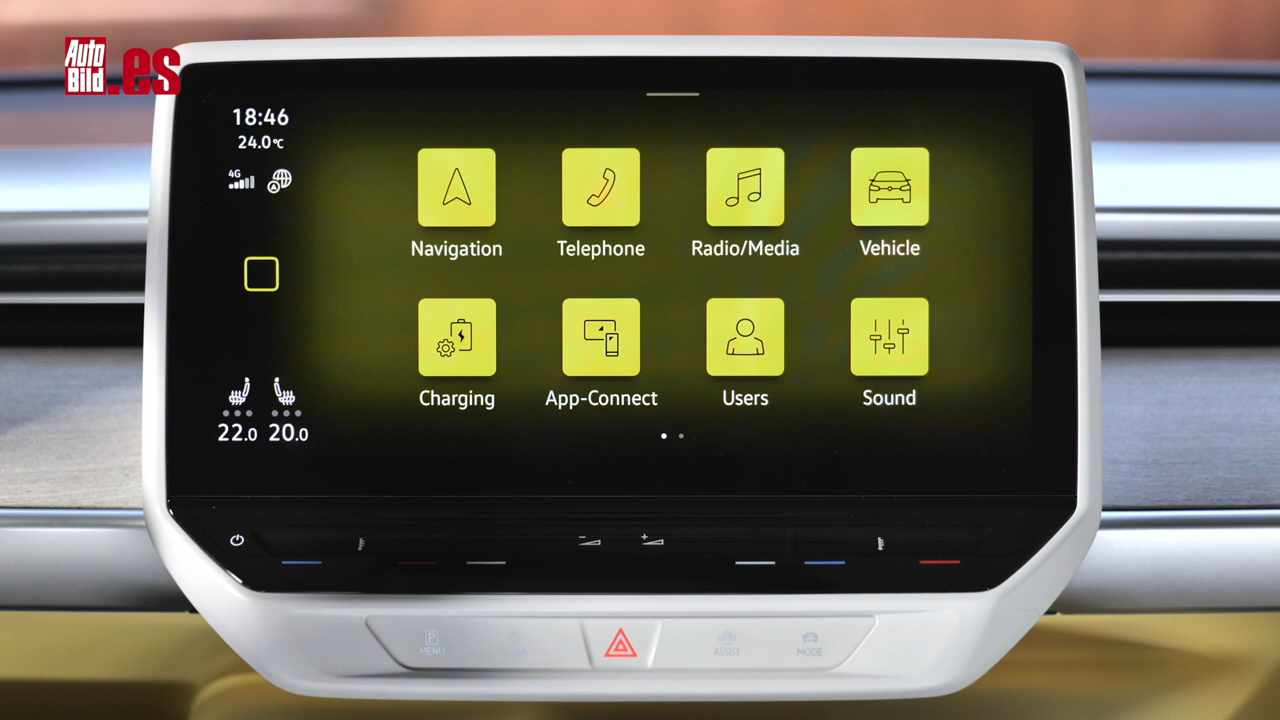 Auto
Bild
.es
18:46
24.0°C
4G
Navigation
Telephone
Radio/Media
Vehicle
Charging
App-Connect
Users
Sound
22.0 20.0
- +
P
MENU
ASSIST
MODE